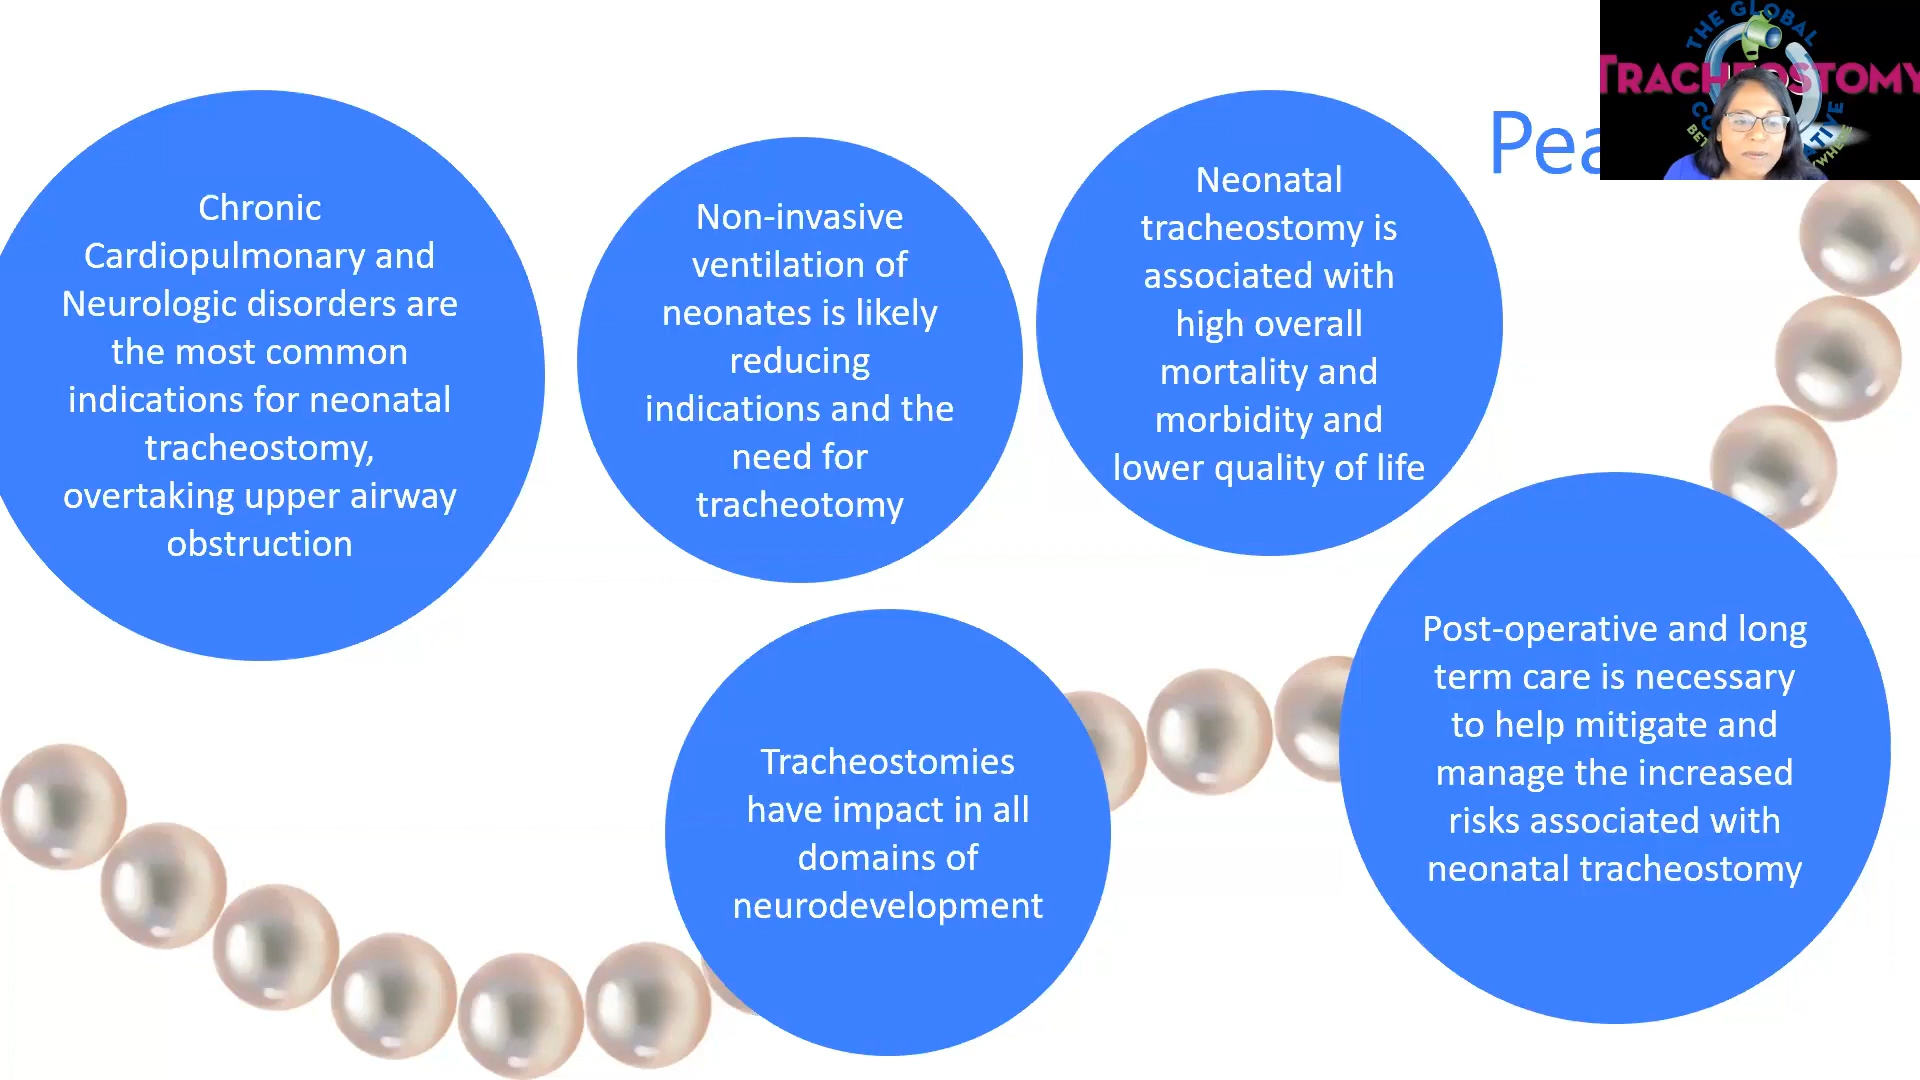 Chronic
Cardiopulmonary and
Neurologic disorders are
the most common
indications for neonatal
tracheostomy,
overtaking upper airway
obstruction
Non-invasive
ventilation of
neonates is likely
reducing
indications and the
need for
tracheotomy
Neonatal
tracheostomy is
associated with
high overall
mortality and
morbidity and
lower quality of life
Pea
THE GLOBAL
TRACHEOSTOMY
Tracheostomies
have impact in all
domains of
neurodevelopment
Post-operative and long
term care is necessary
to help mitigate and
manage the increased
risks associated with
neonatal tracheostomy